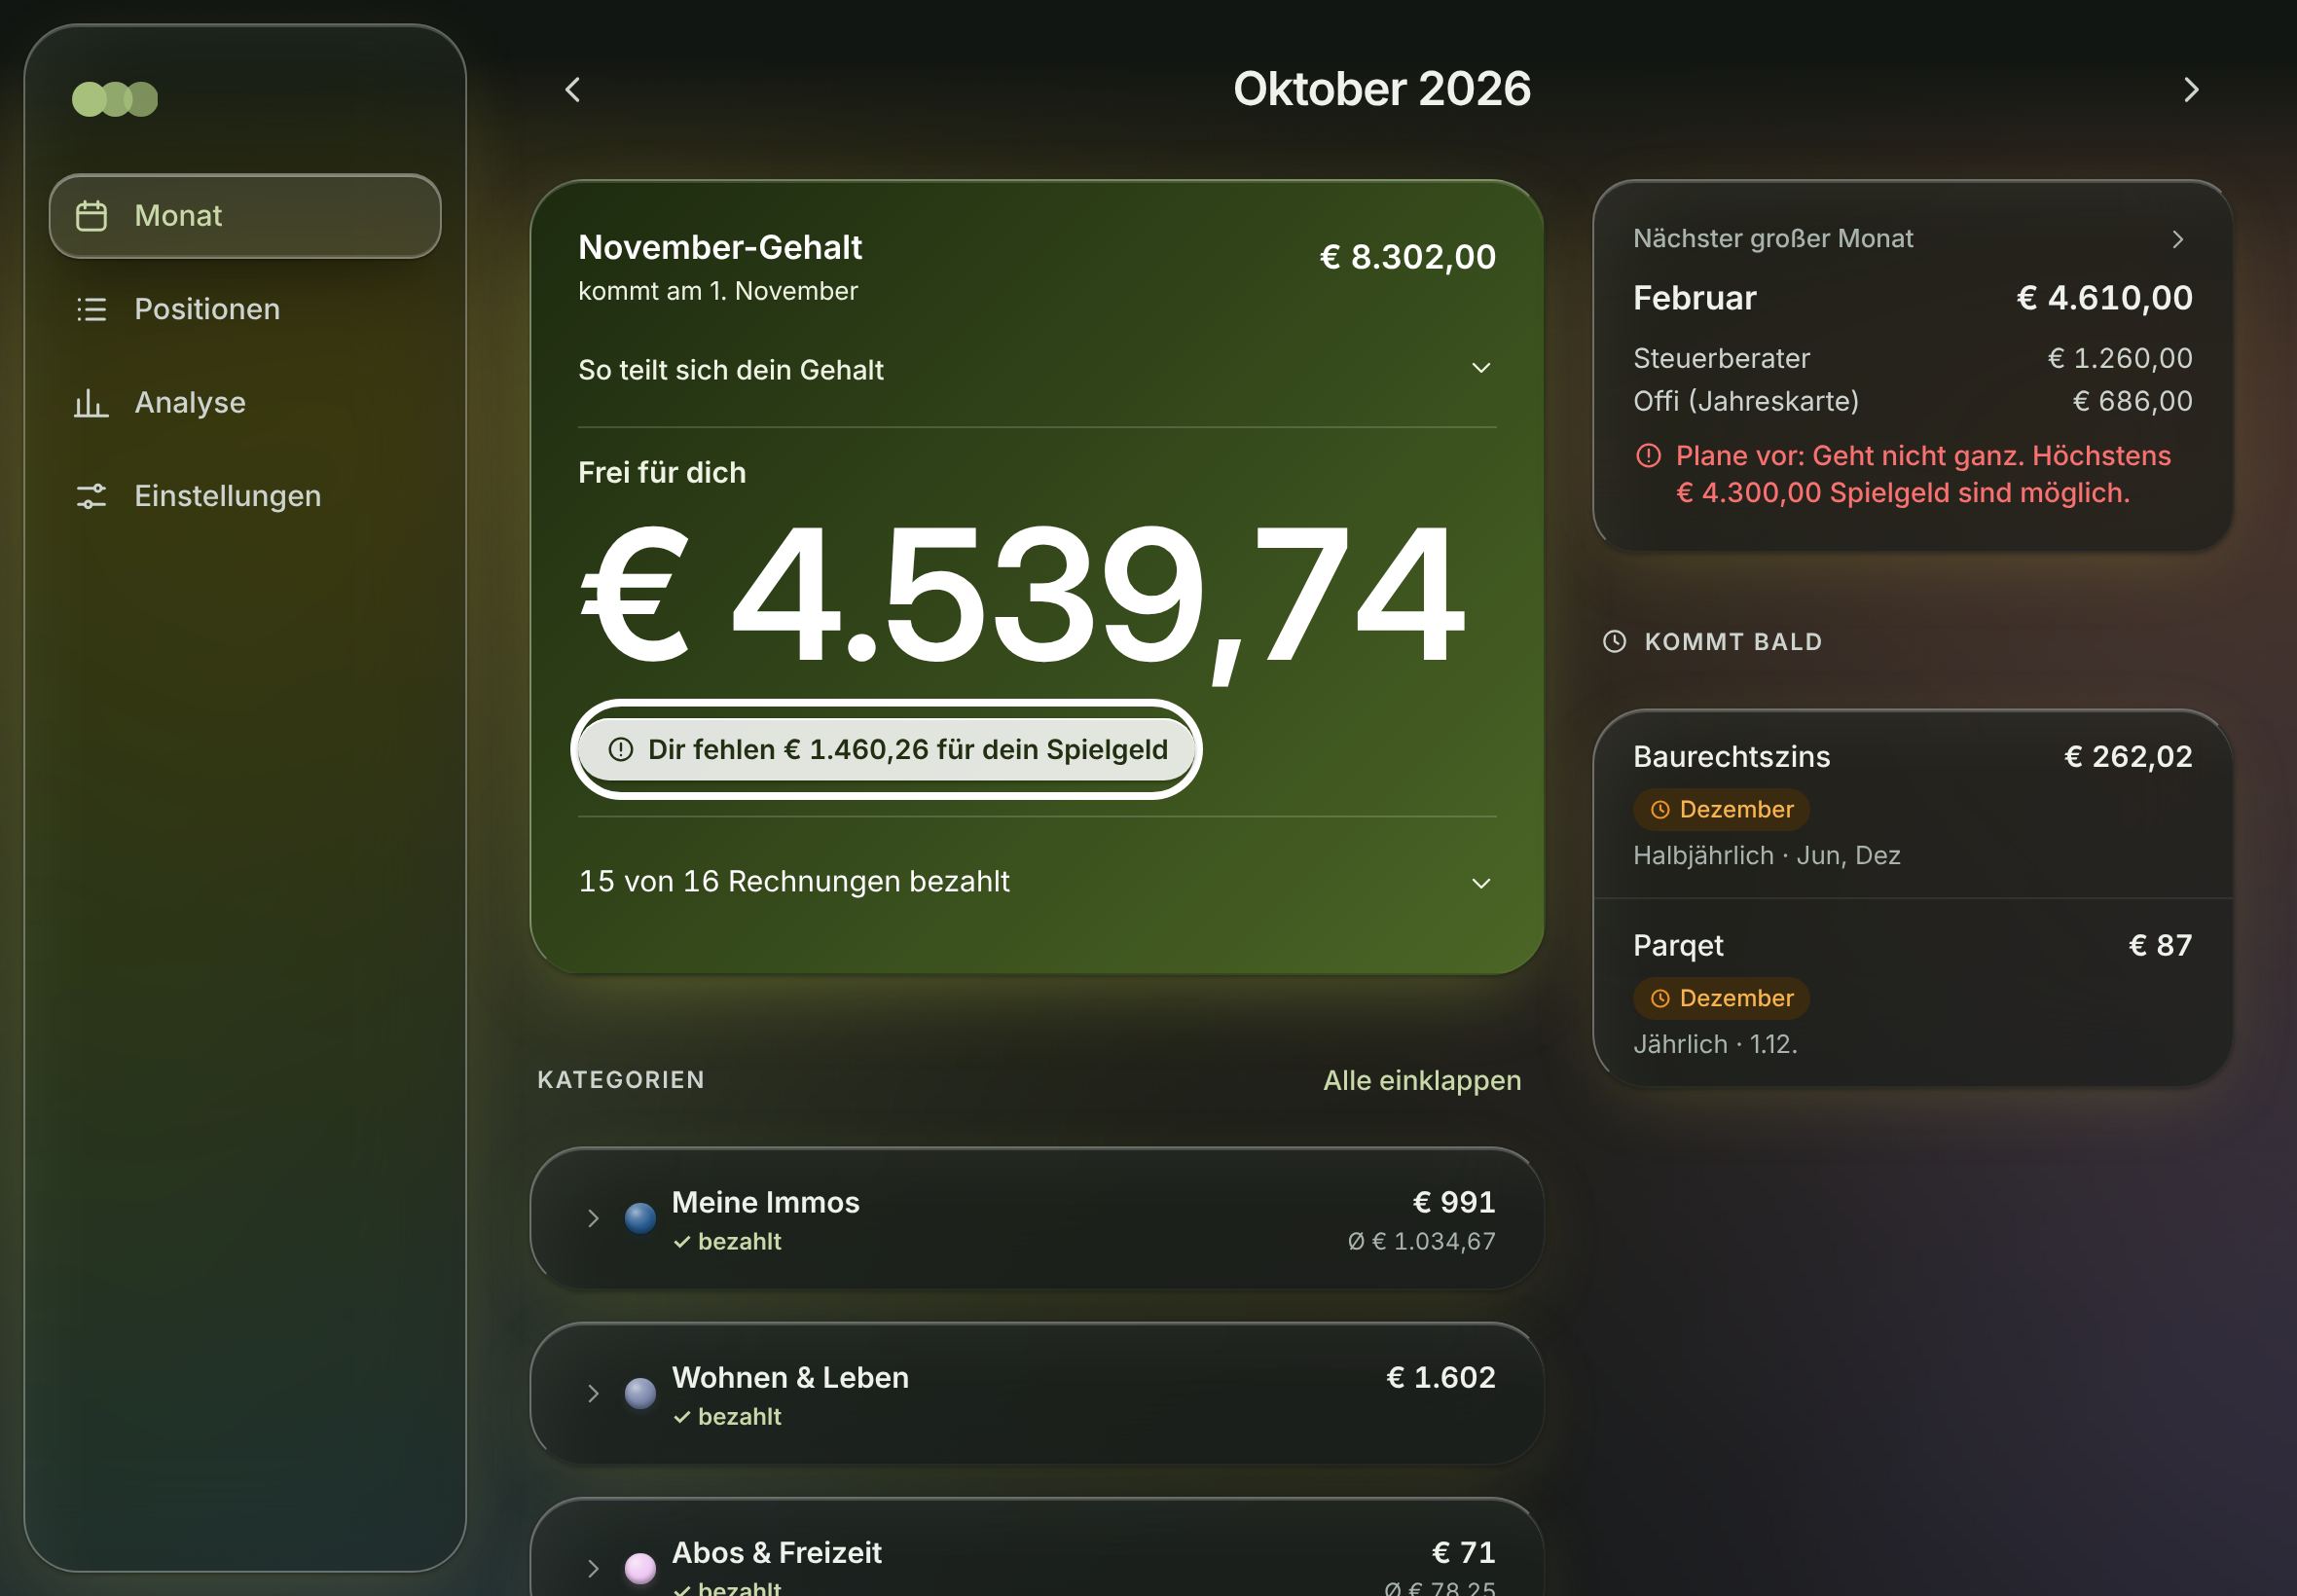 Monat
Positionen
Analyse
Einstellungen
Oktober 2026
November-Gehalt
€ 8.302,00
kommt am 1. November
So teilt sich dein Gehalt
Frei für dich
€ 4.539,74
Dir fehlen € 1.460,26 für dein Spielgeld
15 von 16 Rechnungen bezahlt
KATEGORIEN
Alle einklappen
Meine Immos
€ 991
✓ bezahlt
Ø € 1.034,67
Wohnen & Leben
€ 1.602
✓ bezahlt
Abos & Freizeit
€ 71
✓ bezahlt
Ø € 78,25
Nächster großer Monat
Februar
€ 4.610,00
Steuerberater
€ 1.260,00
Offi (Jahreskarte)
€ 686,00
Plane vor: Geht nicht ganz. Höchstens
€ 4.300,00 Spielgeld sind möglich.
KOMMT BALD
Baurechtszins
€ 262,02
Dezember
Halbjährlich · Jun, Dez
Parqet
€ 87
Dezember
Jährlich · 1.12.